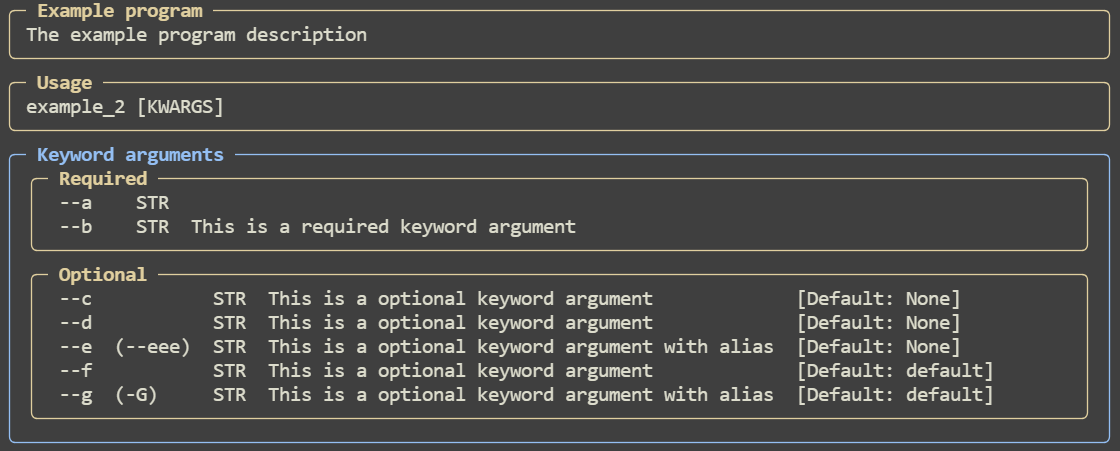 Example program
The example program description
Usage
example_2 [KWARGS]
Keyword arguments
Required
--a    STR
--b    STR  This is a required keyword argument
Optional
--c           STR  This is a optional keyword argument             [Default: None]
--d           STR  This is a optional keyword argument             [Default: None]
--e  (--eee)  STR  This is a optional keyword argument with alias  [Default: None]
--f           STR  This is a optional keyword argument             [Default: default]
--g  (-G)     STR  This is a optional keyword argument with alias  [Default: default]